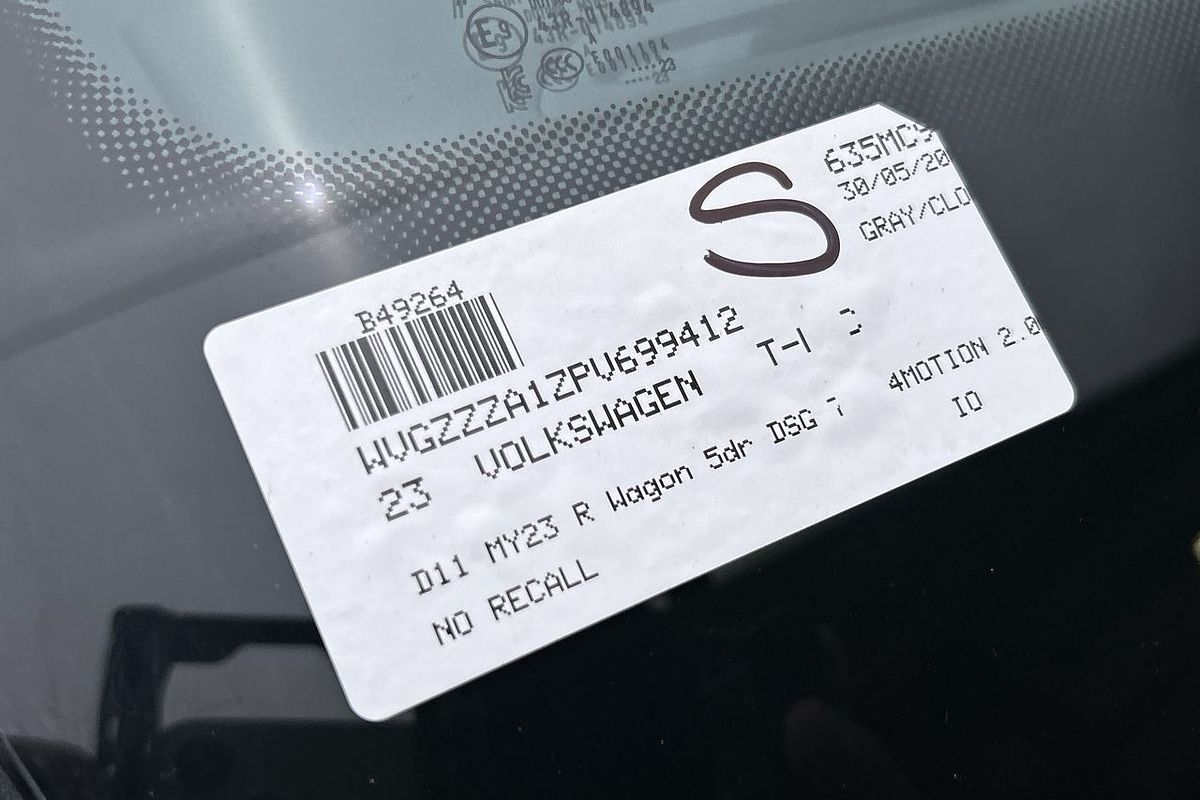 S
635MC
30/05/20
GRAY/CLO
B49264
WVGZZZA1ZPV699412
23 VOLKSWAGEN T-
D11 MY23 R Wagon 5dr DSG 7 4MOTION 2.0
IO
NO RECALL